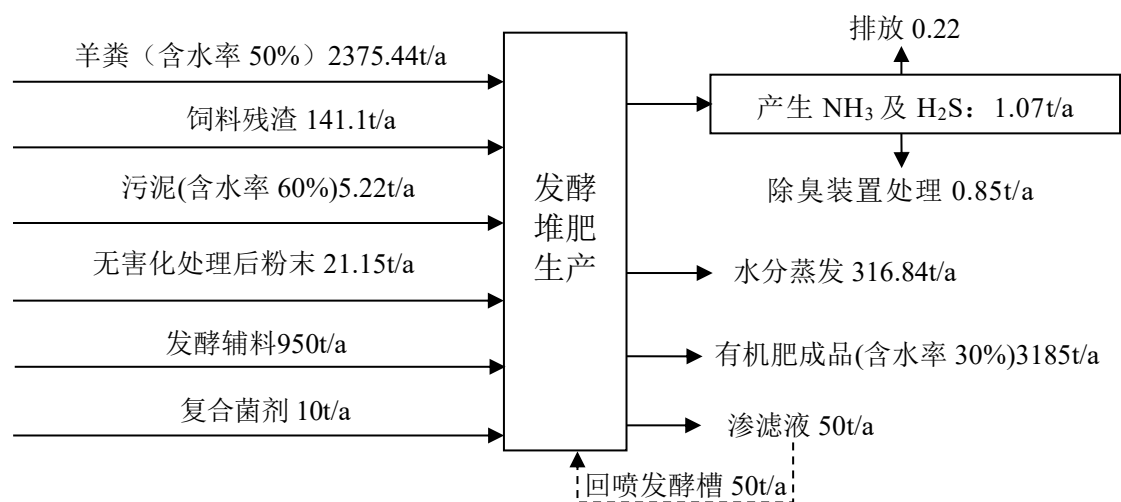 羊粪（含水率 50%）2375.44t/a
饲料残渣 141.1t/a
污泥(含水率 60%)5.22t/a
无害化处理后粉末 21.15t/a
发酵辅料950t/a
复合菌剂 10t/a
发酵
堆肥
生产
排放 0.22
产生 NH₃ 及 H₂S：1.07t/a
除臭装置处理 0.85t/a
水分蒸发 316.84t/a
有机肥成品(含水率 30%)3185t/a
渗滤液 50t/a
回喷发酵槽 50t/a